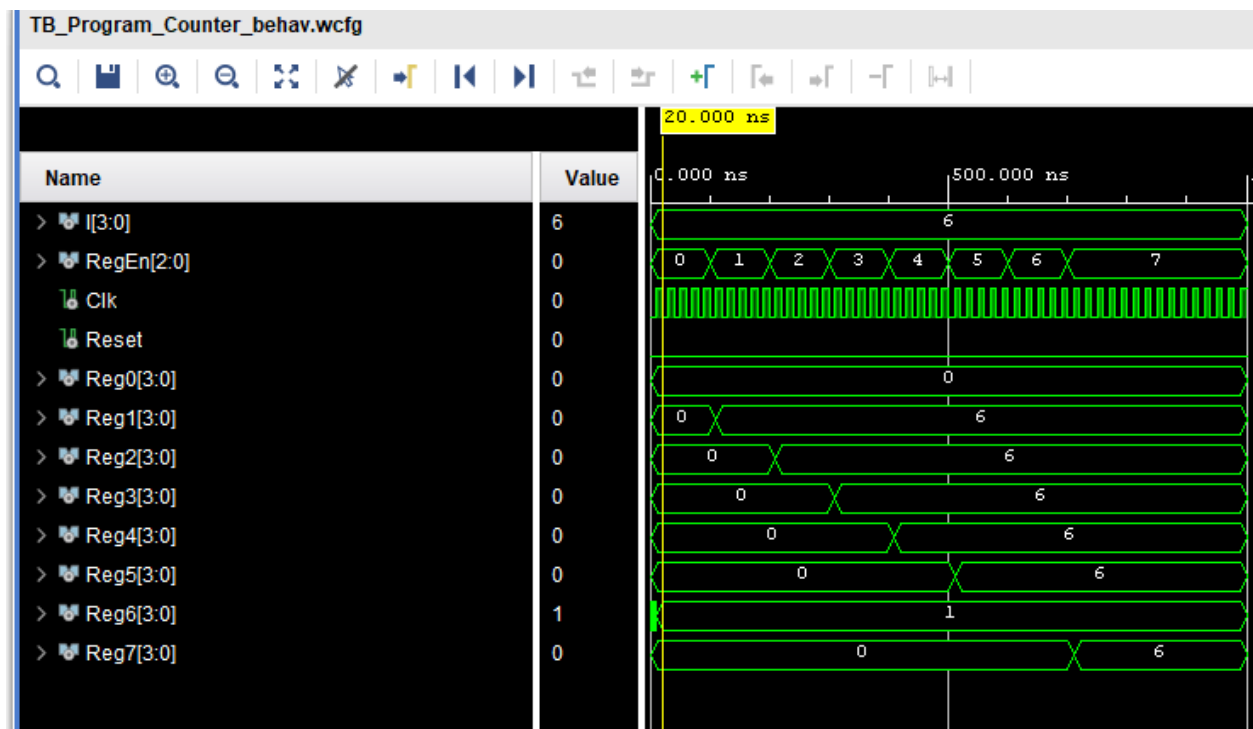 TB_Program_Counter_behav.wcfg
20.000 ns
Name Value 0.000 ns 500.000 ns
I[3:0] 6 6
RegEn[2:0] 0 0 1 2 3 4 5 6 7
Clk 0
Reset 0
Reg0[3:0] 0 0
Reg1[3:0] 0 0 6
Reg2[3:0] 0 0 6
Reg3[3:0] 0 0 6
Reg4[3:0] 0 0 6
Reg5[3:0] 0 0 6
Reg6[3:0] 1 1
Reg7[3:0] 0 0 6